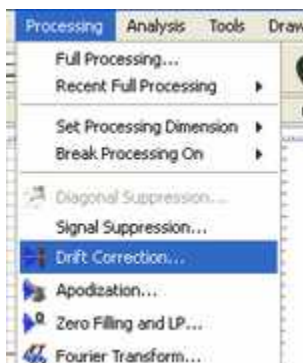 Processing Analysis Tools Draw
Full Processing...
Recent Full Processing
Set Processing Dimension
Break Processing On
Diagonal Suppression...
Signal Suppression...
Drift Correction...
Apodization...
Zero Filling and LP...
Fourier Transform...